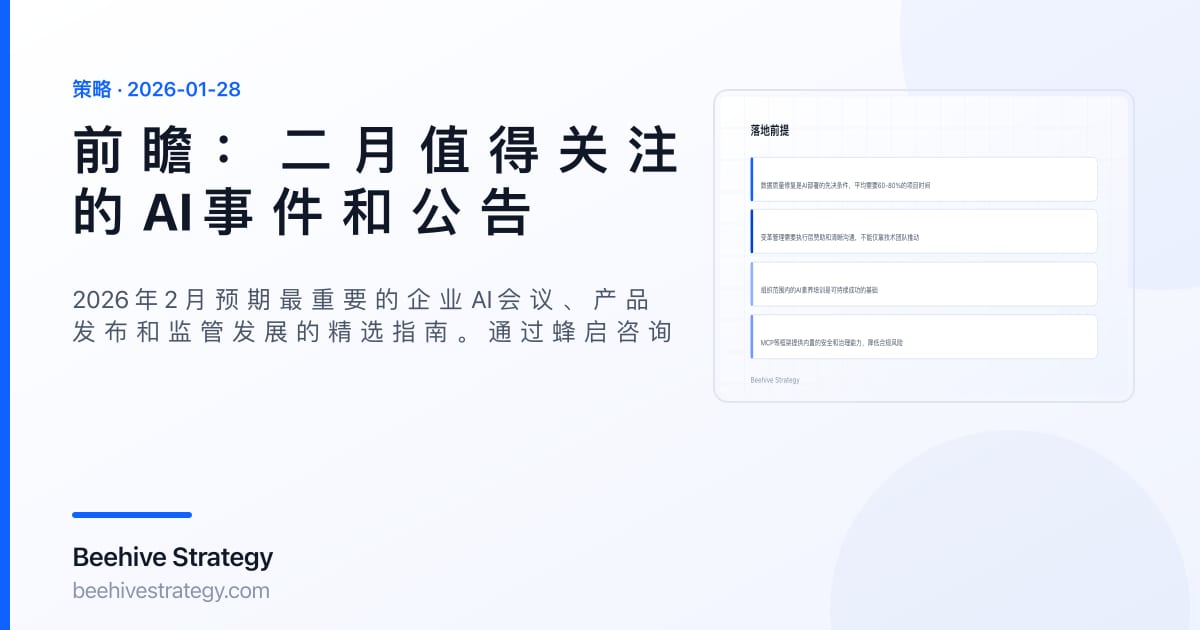 策略 · 2026-01-28
前瞻：二月值得关注
的 AI 事件和公告
2026 年 2 月预期最重要的企业 AI 会议、产品
发布和监管发展的精选指南。通过蜂启咨询
落地前提
数据质量修复是AI部署的先决条件，平均需要60-80%的项目时间
变革管理需要执行层赞助和清晰沟通，不能仅靠技术团队推动
组织范围内的AI素养培训是可持续成功的基础
MCP等框架提供内置的安全和治理能力，降低合规风险
Beehive Strategy
Beehive Strategy
beehivestrategy.com